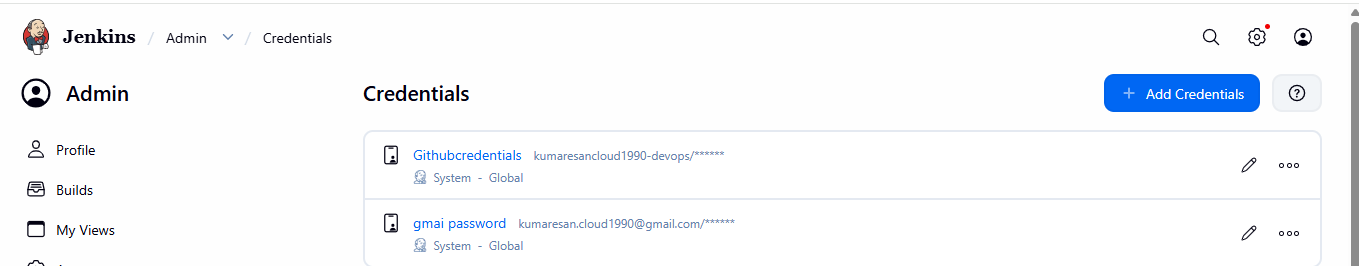 Jenkins / Admin / Credentials
Admin
Credentials
+ Add Credentials
Profile
Builds
My Views
Githubcredentials kumaresancloud1990-devops/******
System - Global
gmai password kumaresan.cloud1990@gmail.com/******
System - Global